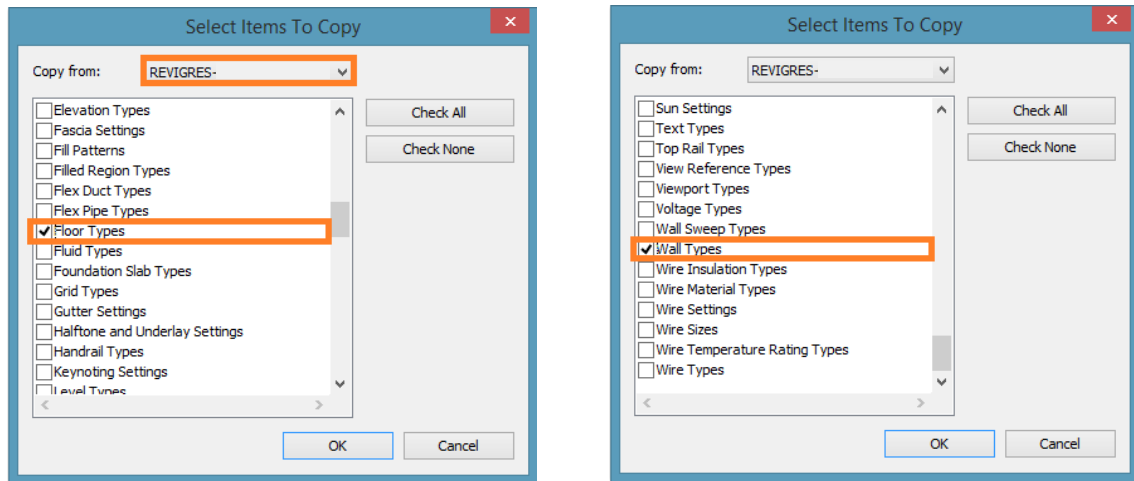 Select Items To Copy
Copy from: REVIGRES-
Elevation Types
Fascia Settings
Fill Patterns
Filled Region Types
Flex Duct Types
Flex Pipe Types
Floor Types
Fluid Types
Foundation Slab Types
Grid Types
Gutter Settings
Halftone and Underlay Settings
Handrail Types
Keynoting Settings
Level Types
Check All
Check None
OK
Cancel
Select Items To Copy
Copy from: REVIGRES-
Sun Settings
Text Types
Top Rail Types
View Reference Types
Viewport Types
Voltage Types
Wall Sweep Types
Wall Types
Wire Insulation Types
Wire Material Types
Wire Settings
Wire Sizes
Wire Temperature Rating Types
Wire Types
Check All
Check None
OK
Cancel